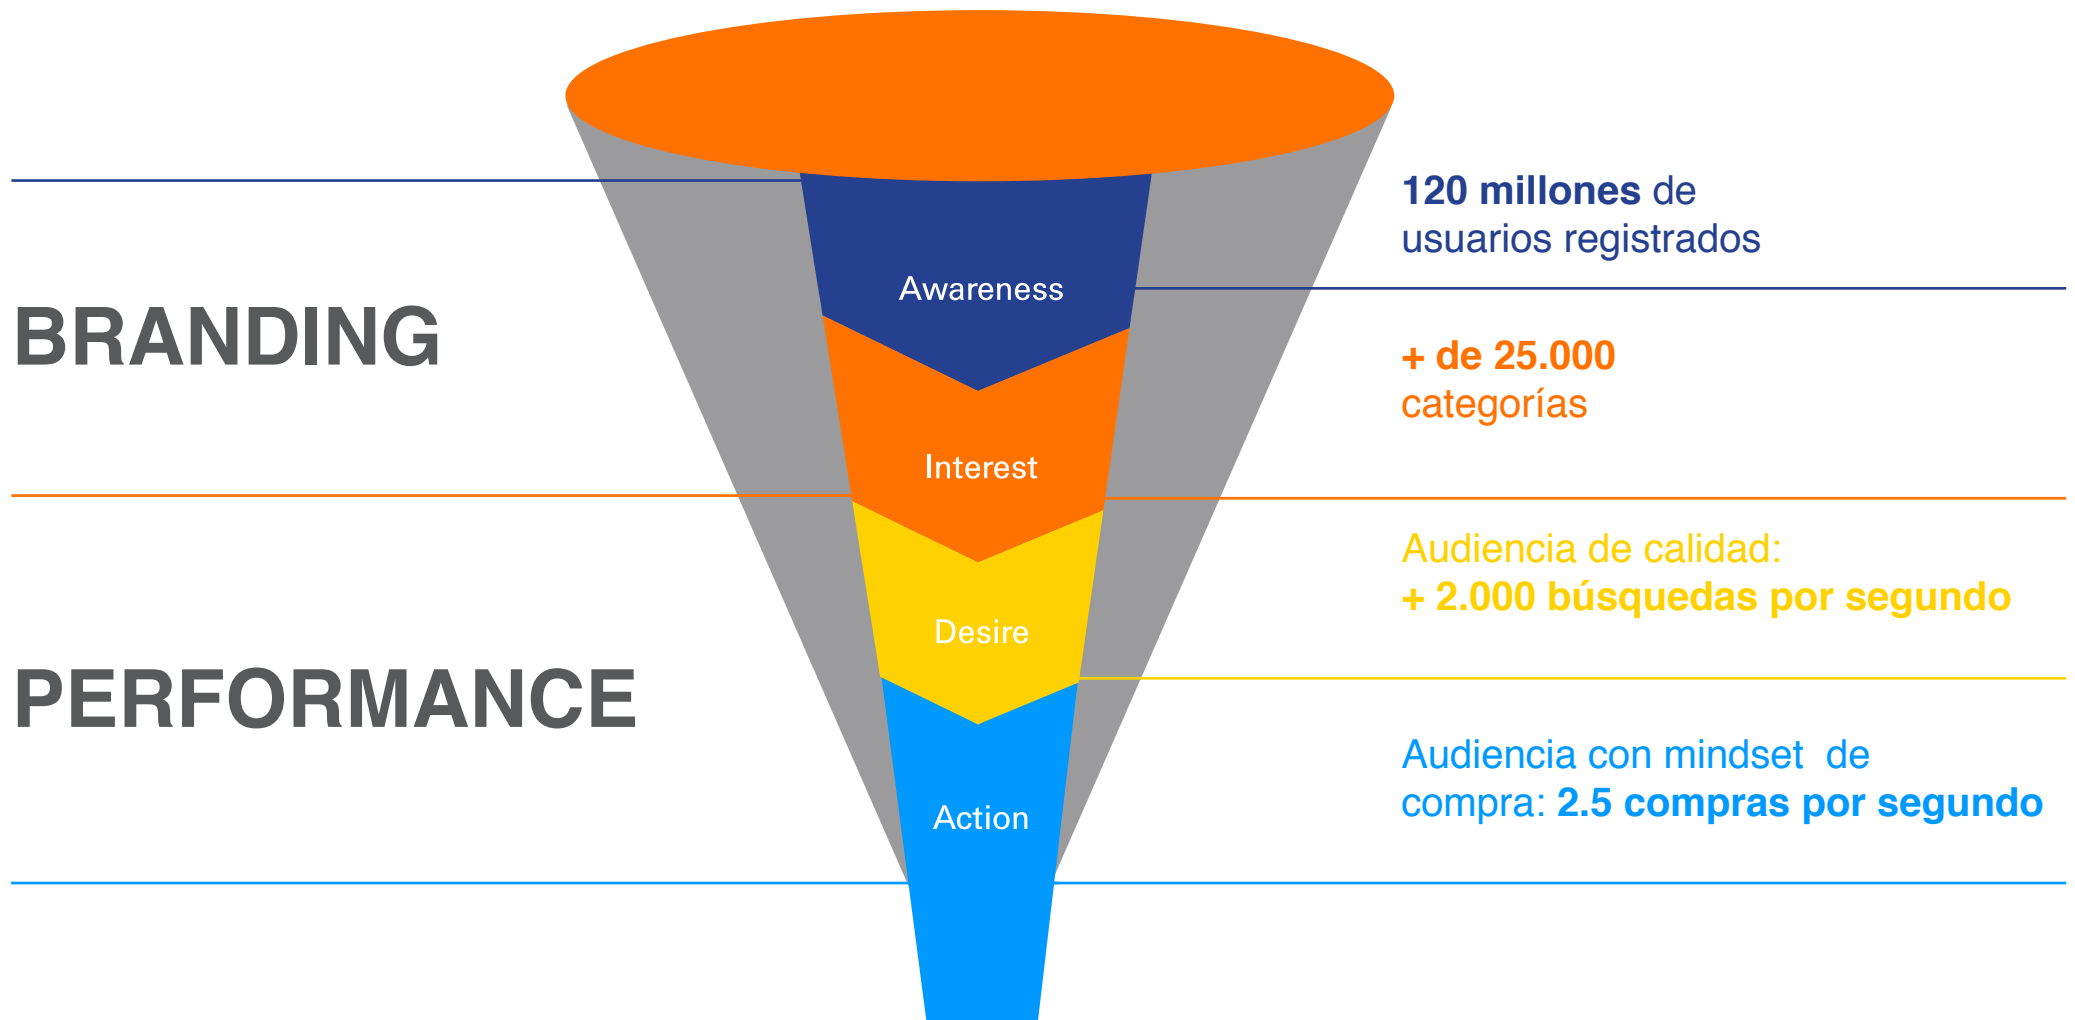 BRANDING
PERFORMANCE
Awareness
Interest
Desire
Action
120 millones de
usuarios registrados
+ de 25.000
categorías
Audiencia de calidad:
+ 2.000 búsquedas por segundo
Audiencia con mindset  de
compra: 2.5 compras por segundo